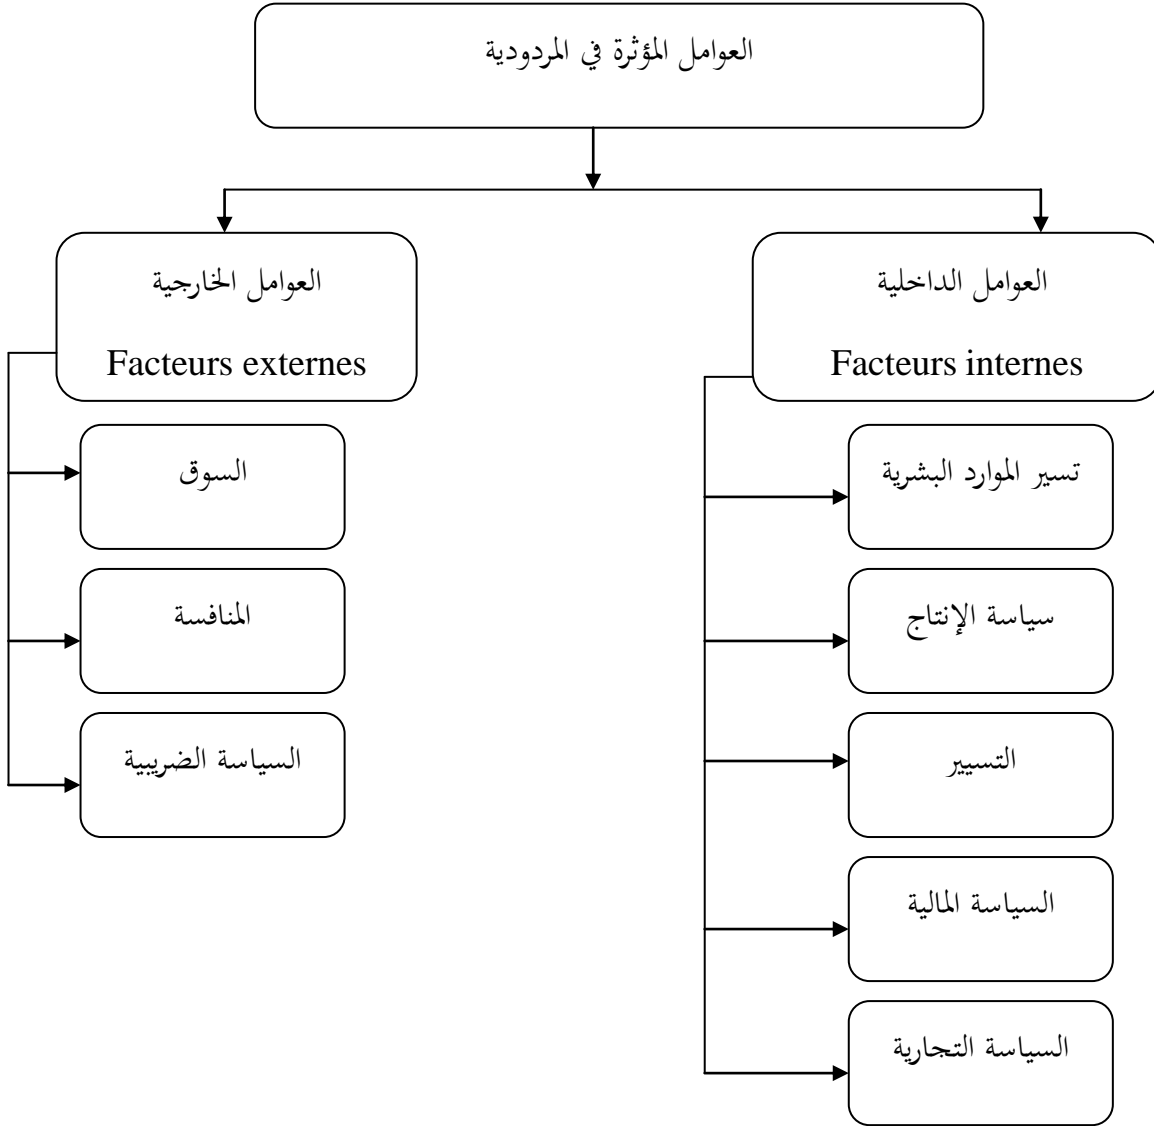 العوامل المؤثرة في المردودية
العوامل الداخلية
Facteurs internes
تسير الموارد البشرية
سياسة الإنتاج
التسيير
السياسة المالية
السياسة التجارية
العوامل الخارجية
Facteurs externes
السوق
المنافسة
السياسة الضريبية